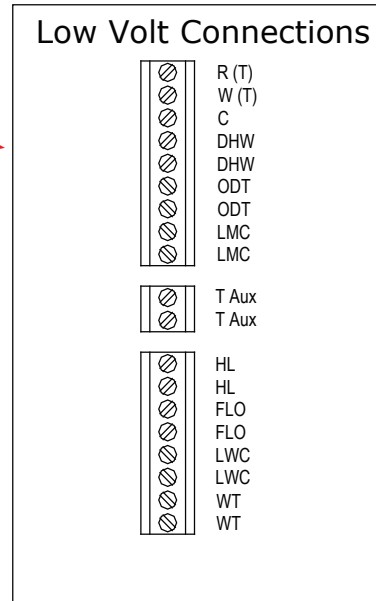 Low Volt Connections
R (T)
W (T)
C
DHW
DHW
ODT
ODT
LMC
LMC
T Aux
T Aux
HL
HL
FLO
FLO
LWC
LWC
WT
WT